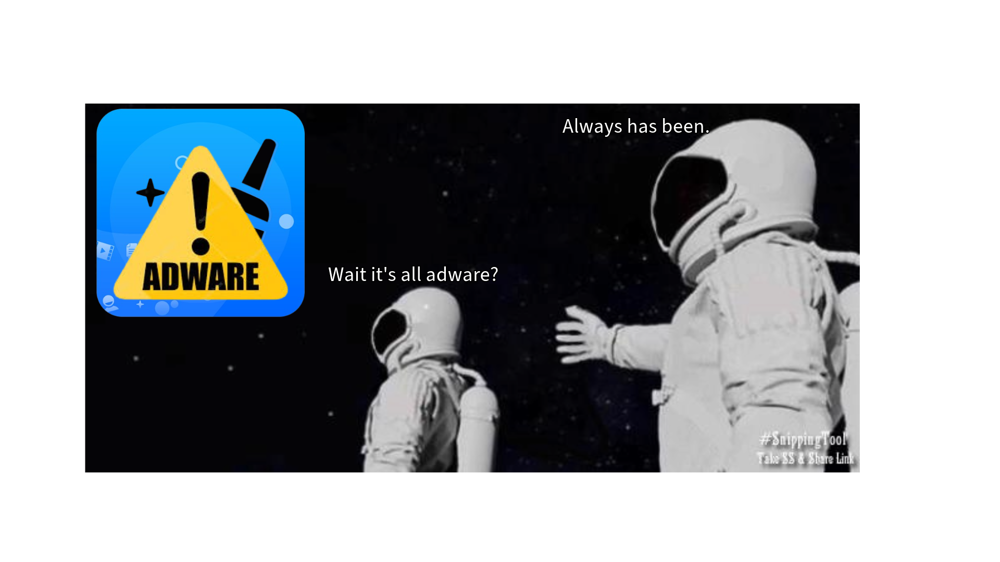 Always has been.
Wait it's all adware?
ADWARE
#SnippingTool
Take SS & Share Link